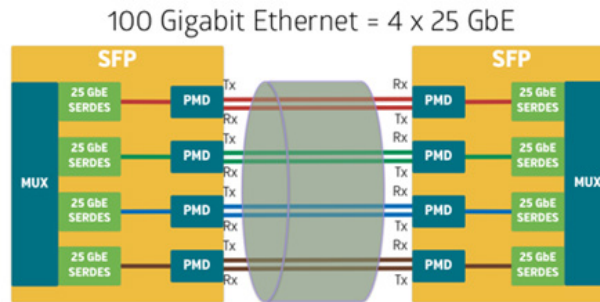 100 Gigabit Ethernet = 4 x 25 GbE
SFP
SFP
MUX
25 GbE
SERDES
PMD
Tx
Rx
Rx
Tx
PMD
25 GbE
SERDES
25 GbE
SERDES
PMD
Tx
Rx
Rx
Tx
PMD
25 GbE
SERDES
25 GbE
SERDES
PMD
Tx
Rx
Rx
Tx
PMD
25 GbE
SERDES
25 GbE
SERDES
PMD
Tx
Rx
Rx
Tx
PMD
25 GbE
SERDES
MUX